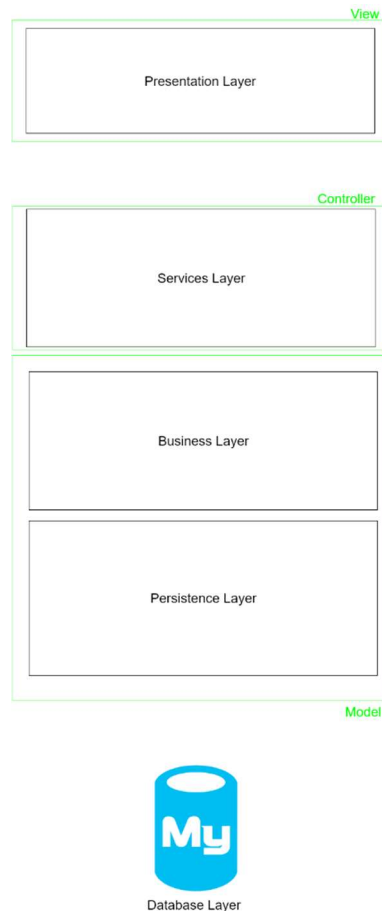 View
Presentation Layer
Controller
Services Layer
Business Layer
Persistence Layer
Model
My
Database Layer